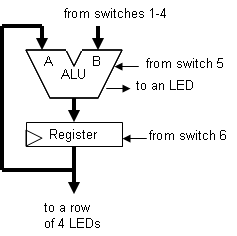 from switches 1-4
A
B
ALU
from switch 5
to an LED
Register
from switch 6
to a row
of 4 LEDs